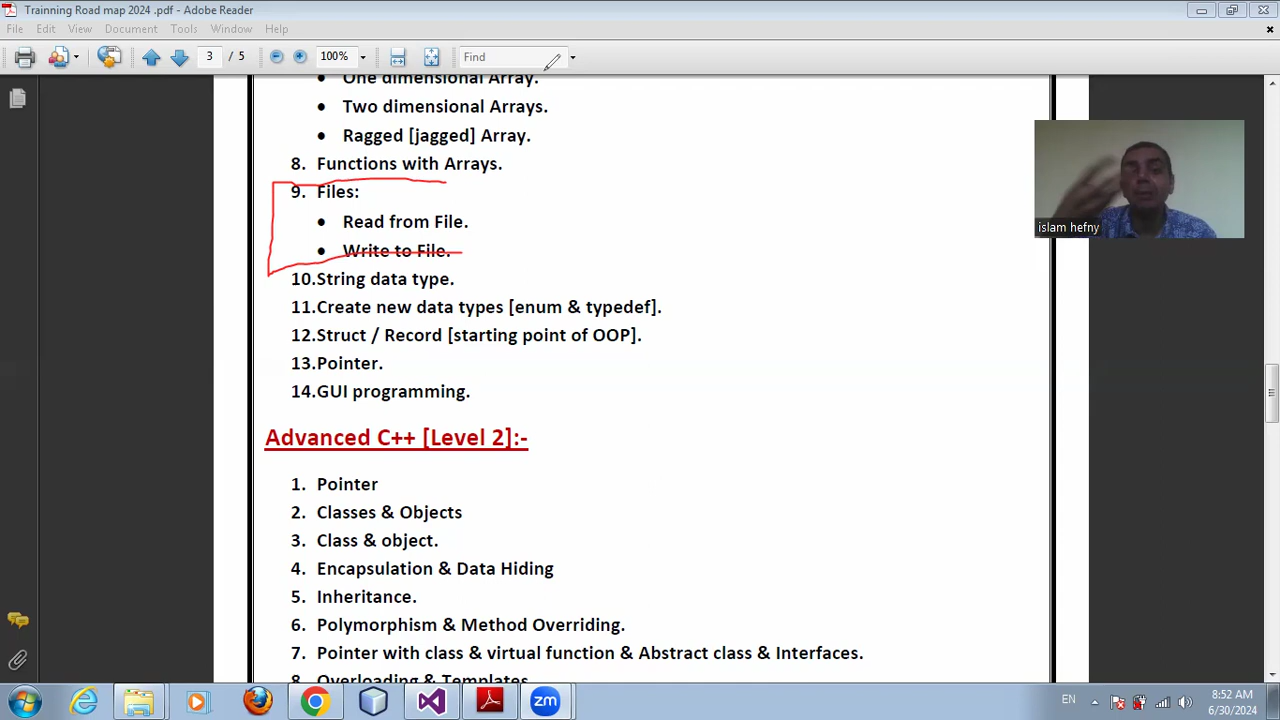 Trainning Road map 2024 .pdf - Adobe Reader
File Edit View Document Tools Window Help
3 / 5 100% Find
One dimensional Array.
• Two dimensional Arrays.
• Ragged [jagged] Array.
8. Functions with Arrays.
9. Files:
• Read from File.
• Write to File.
10.String data type.
11.Create new data types [enum & typedef].
12.Struct / Record [starting point of OOP].
13.Pointer.
14.GUI programming.
Advanced C++ [Level 2]:-
1. Pointer
2. Classes & Objects
3. Class & object.
4. Encapsulation & Data Hiding
5. Inheritance.
6. Polymorphism & Method Overriding.
7. Pointer with class & virtual function & Abstract class & Interfaces.
8. Overloading & Templates
islam hefny
zm
EN
8:52 AM
6/30/2024